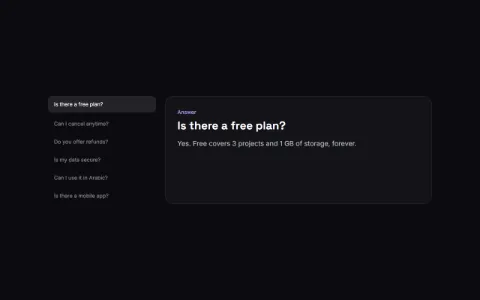 Is there a free plan?
Can I cancel anytime?
Do you offer refunds?
Is my data secure?
Can I use it in Arabic?
Is there a mobile app?
Answer
Is there a free plan?
Yes. Free covers 3 projects and 1 GB of storage, forever.